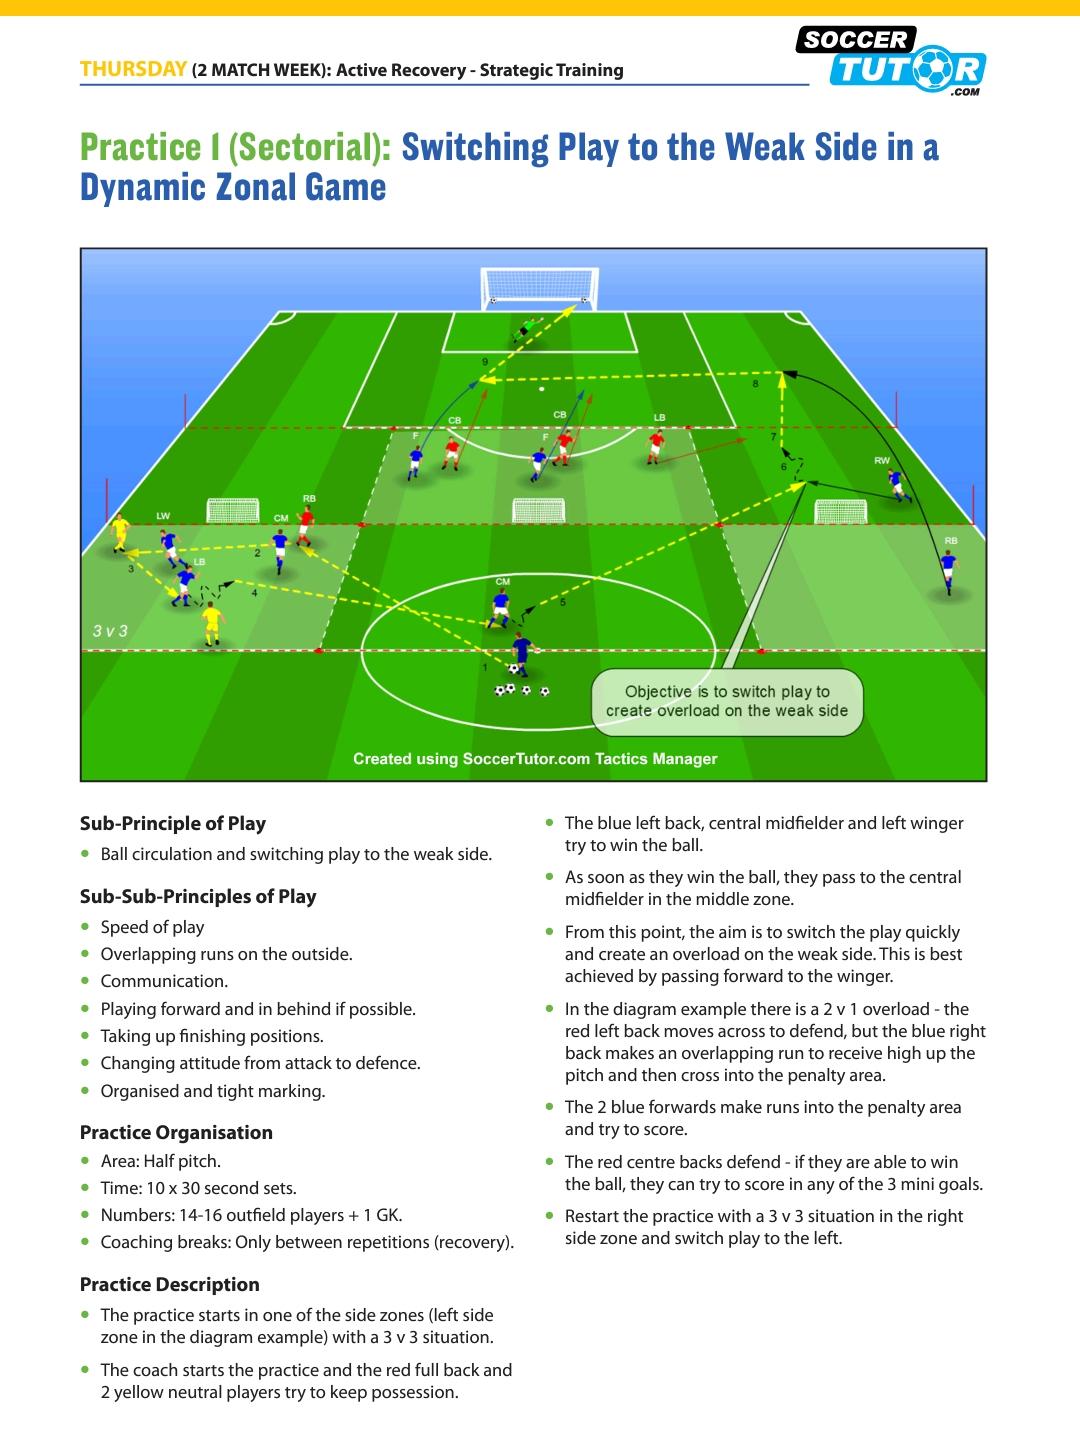 SOCCER
TUTOR
.COM
THURSDAY (2 MATCH WEEK): Active Recovery - Strategic Training
Practice 1 (Sectorial): Switching Play to the Weak Side in a
Dynamic Zonal Game
9
8
CB
CB
LB
F
F
7
6
RW
RB
LW
CM
2
LB
3
4
RB
CM
5
3 v 3
1
Objective is to switch play to
create overload on the weak side
Created using SoccerTutor.com Tactics Manager
Sub-Principle of Play
• Ball circulation and switching play to the weak side.
Sub-Sub-Principles of Play
• Speed of play
• Overlapping runs on the outside.
• Communication.
• Playing forward and in behind if possible.
• Taking up finishing positions.
• Changing attitude from attack to defence.
• Organised and tight marking.
Practice Organisation
• Area: Half pitch.
• Time: 10 x 30 second sets.
• Numbers: 14-16 outfield players + 1 GK.
• Coaching breaks: Only between repetitions (recovery).
Practice Description
• The practice starts in one of the side zones (left side
zone in the diagram example) with a 3 v 3 situation.
• The coach starts the practice and the red full back and
2 yellow neutral players try to keep possession.
• The blue left back, central midfielder and left winger
try to win the ball.
• As soon as they win the ball, they pass to the central
midfielder in the middle zone.
• From this point, the aim is to switch the play quickly
and create an overload on the weak side. This is best
achieved by passing forward to the winger.
• In the diagram example there is a 2 v 1 overload - the
red left back moves across to defend, but the blue right
back makes an overlapping run to receive high up the
pitch and then cross into the penalty area.
• The 2 blue forwards make runs into the penalty area
and try to score.
• The red centre backs defend - if they are able to win
the ball, they can try to score in any of the 3 mini goals.
• Restart the practice with a 3 v 3 situation in the right
side zone and switch play to the left.